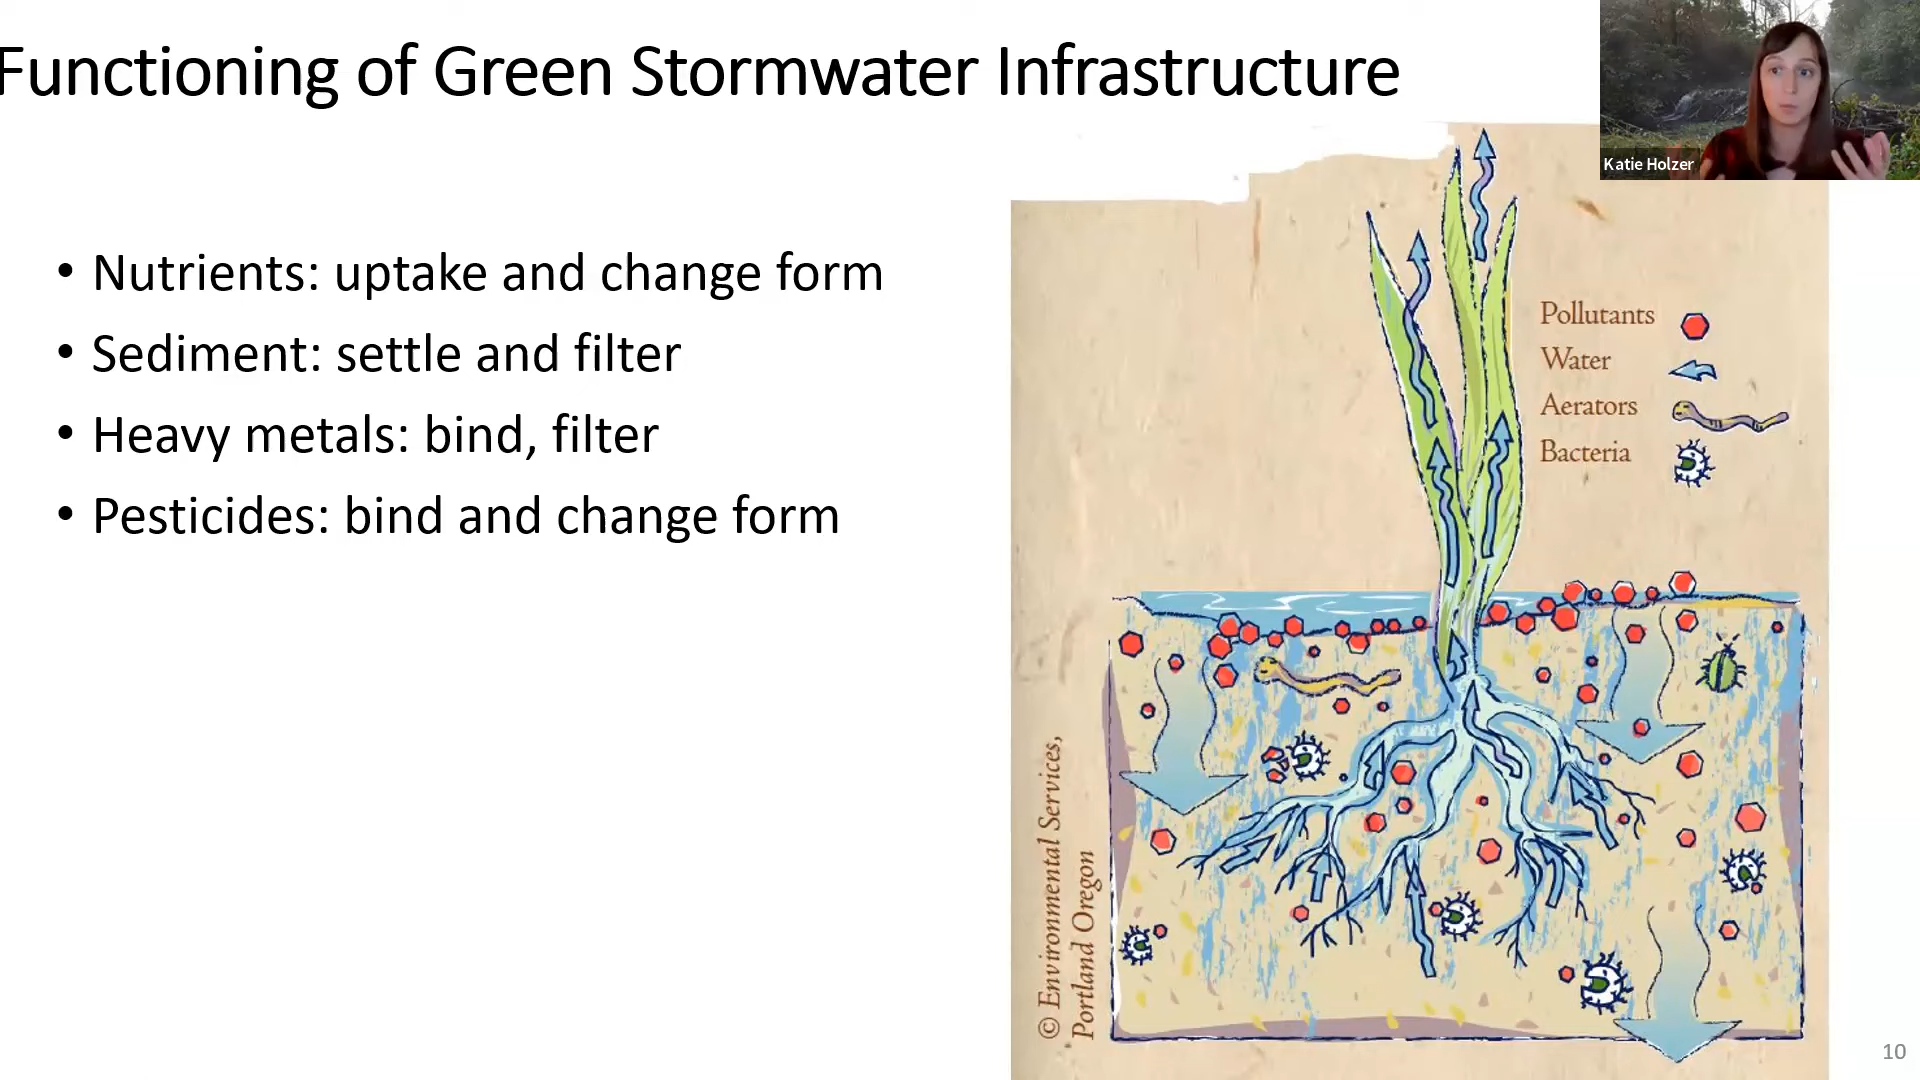 Functioning of Green Stormwater Infrastructure
Katie Holzer
• Nutrients: uptake and change form
• Sediment: settle and filter
• Heavy metals: bind, filter
• Pesticides: bind and change form
Pollutants
Water
Aerators
Bacteria
© Environmental Services,
Portland Oregon
10